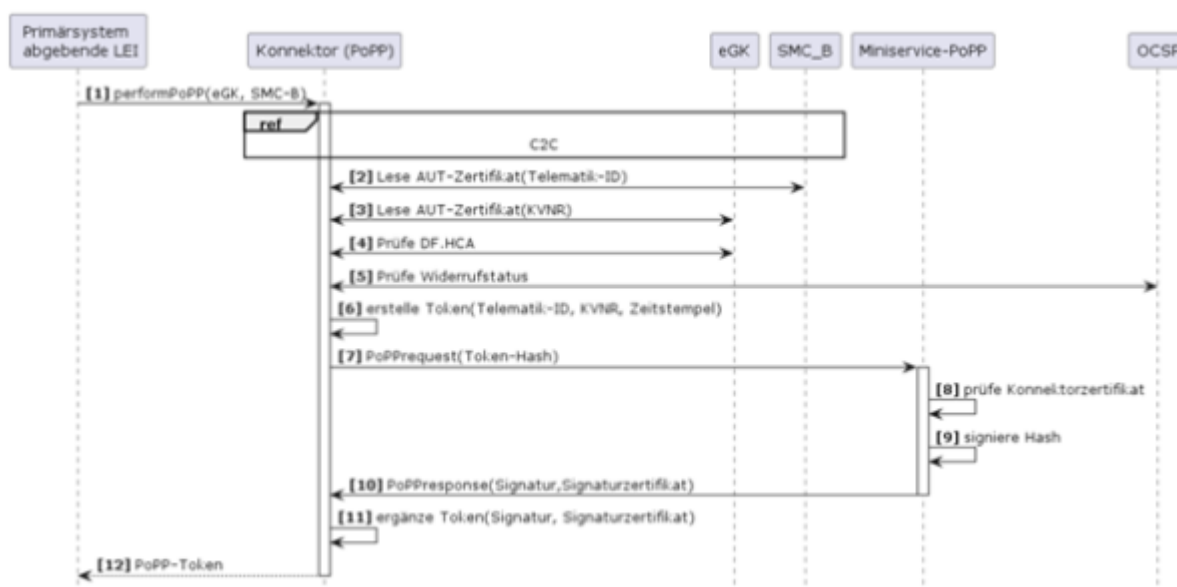 Primärsystem
abgebende LEI
Konnektor (PoPP)
eGK
SMC_B
Miniservice-PoPP
OCSP
[1] performPoPP(eGK, SMC-B)
ref
C2C
[2] Lese AUT-Zertifikat(Telematik-ID)
[3] Lese AUT-Zertifikat(KVNR)
[4] Prüfe DF.HCA
[5] Prüfe Widerrufstatus
[6] erstelle Token(Telematik-ID, KVNR, Zeitstempel)
[7] PoPPrequest(Token-Hash)
[8] prüfe Konnektorzertifikat
[9] signiere Hash
[10] PoPPresponse(Signatur,Signaturzertifikat)
[11] ergänze Token(Signatur, Signaturzertifikat)
[12] PoPP-Token